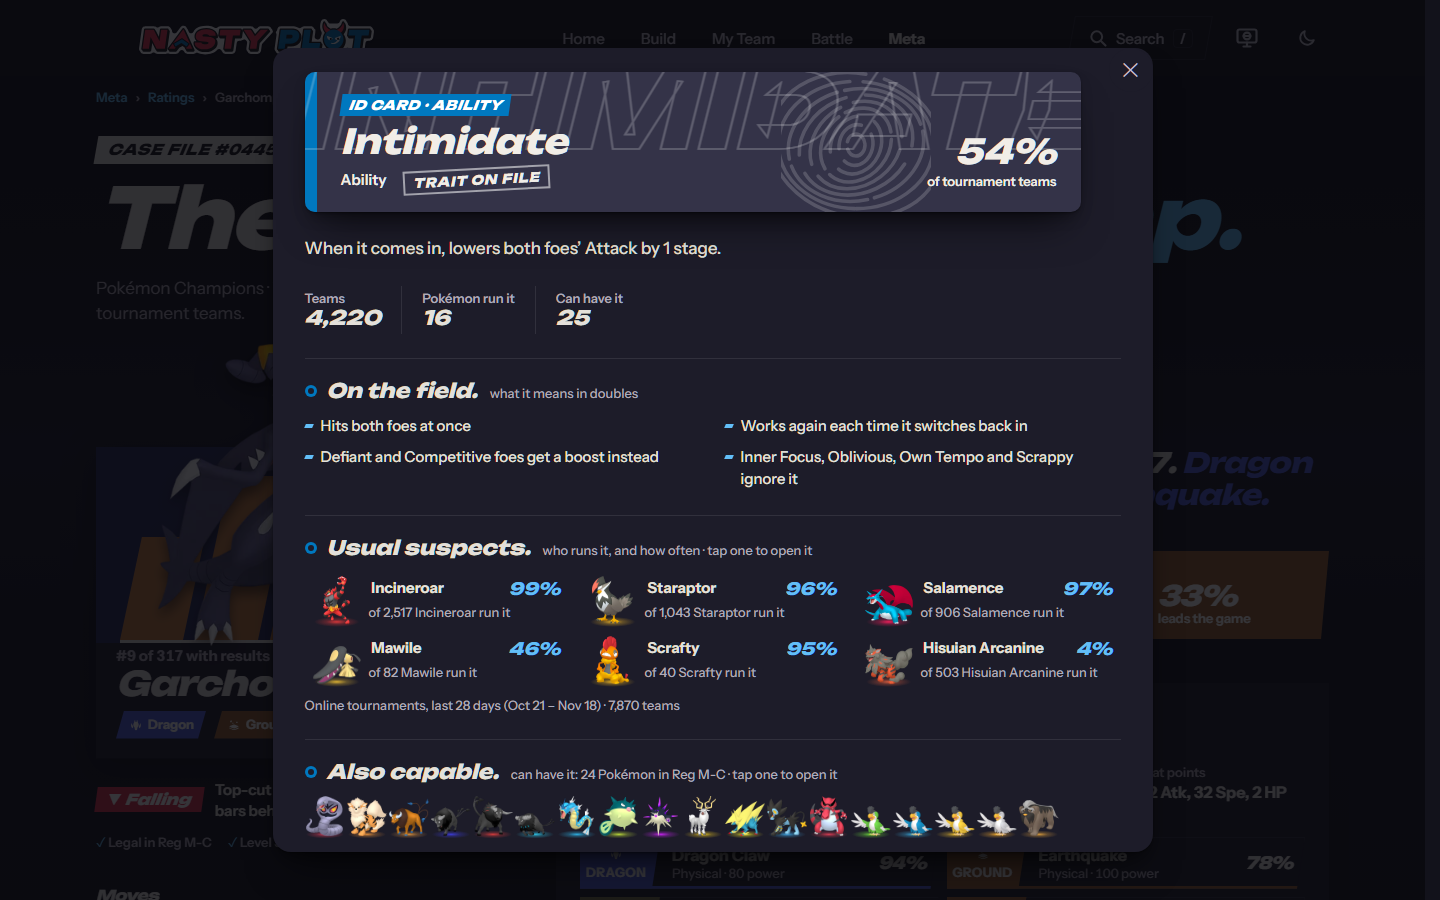 NASTY PLOT
Home
Build
My Team
Battle
Meta
Search /
Meta › Ratings › Garchom
CASE FILE #0445
The
p.
Pokémon Champions ·
tournament teams.
INTIMIDATE
ID CARD · ABILITY
Intimidate
Ability
TRAIT ON FILE
54%
of tournament teams
When it comes in, lowers both foes’ Attack by 1 stage.
Teams
4,220
Pokémon run it
16
Can have it
25
On the field. what it means in doubles
Hits both foes at once
Works again each time it switches back in
Defiant and Competitive foes get a boost instead
Inner Focus, Oblivious, Own Tempo and Scrappy
ignore it
Usual suspects. who runs it, and how often · tap one to open it
Incineroar 99%
of 2,517 Incineroar run it
Staraptor 96%
of 1,043 Staraptor run it
Salamence 97%
of 906 Salamence run it
Mawile 46%
of 82 Mawile run it
Scrafty 95%
of 40 Scrafty run it
Hisuian Arcanine 4%
of 503 Hisuian Arcanine run it
Online tournaments, last 28 days (Oct 21 – Nov 18) · 7,870 teams
Also capable. can have it: 24 Pokémon in Reg M-C · tap one to open it
7. Dragon
quake.
33%
leads the game
#9 of 317 with results
Garcho
Dragon
Grou
▼ Falling
Top-cut
bars beh
✓ Legal in Reg M-C ✓ Level
Moves
at points
2 Atk, 32 Spe, 2 HP
DRAGON
Dragon Claw
Physical · 80 power
94%
GROUND
Earthquake
Physical · 100 power
78%